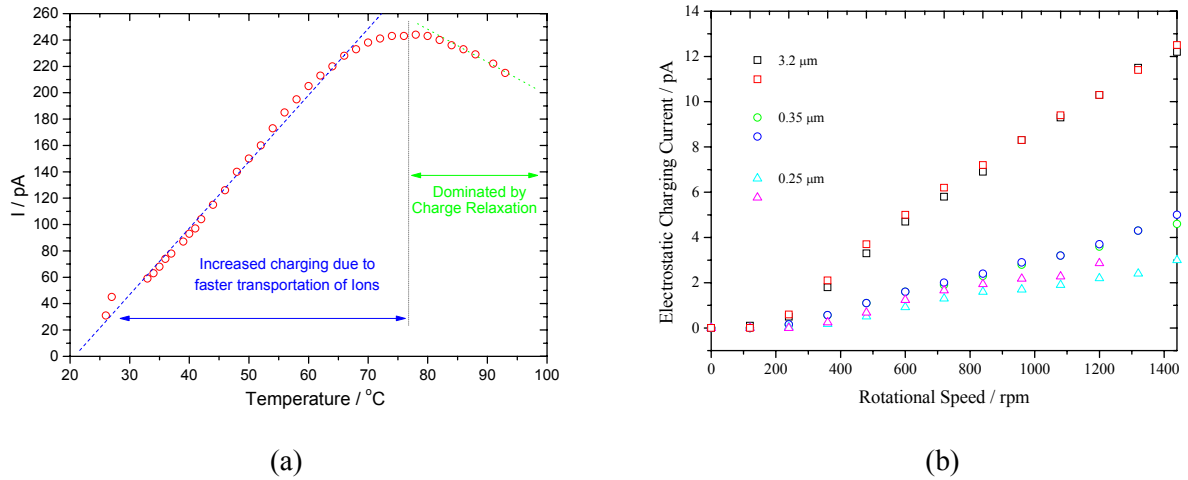 I / pA
260
240
220
200
180
160
140
120
100
80
60
40
20
0
20 30 40 50 60 70 80 90 100
Temperature / °C
Dominated by
Charge Relaxation
Increased charging due to
faster transportation of Ions
(a)
Electrostatic Charging Current / pA
14
12
10
8
6
4
2
0
3.2 μm
0.35 μm
0.25 μm
0 200 400 600 800 1000 1200 1400
Rotational Speed / rpm
(b)